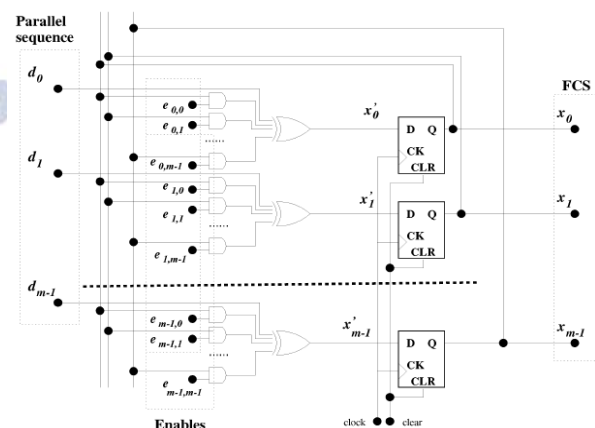 Parallel
sequence
FCS
d0
x'0
x0
D Q
CK
CLR
e 0,0
e 0,1
......
e 0,m-1
d1
x'1
x1
D Q
CK
CLR
e 1,0
e 1,1
......
e 1,m-1
dm-1
x'm-1
xm-1
D Q
CK
CLR
e m-1,0
e m-1,1
......
e m-1,m-1
clock
clear
Enables